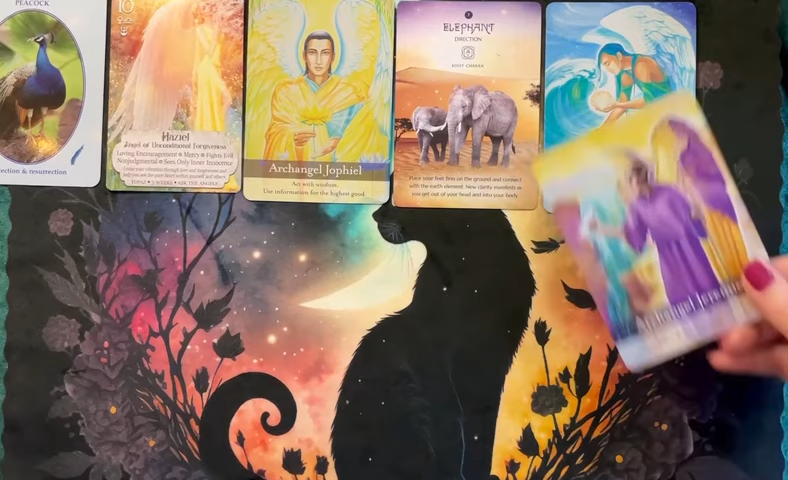 PEACOCK
ection & resurrection
10
Haziel
Angel of Unconditional Forgiveness
Loving Encouragement ★ Mercy ★ Fights Evil
Nonjudgmental ★ Sees Only Inner Innocence
TOPAZ • 3 WEEKS • ASK THE ANGELS
Archangel Jophiel
Act with wisdom.
Use information for the highest good.
ELEPHANT
DIRECTION
ROOT CHAKRA
Place your feet firm on the ground and connect
with the earth element. New clarity manifests as
you get out of your head and into your body